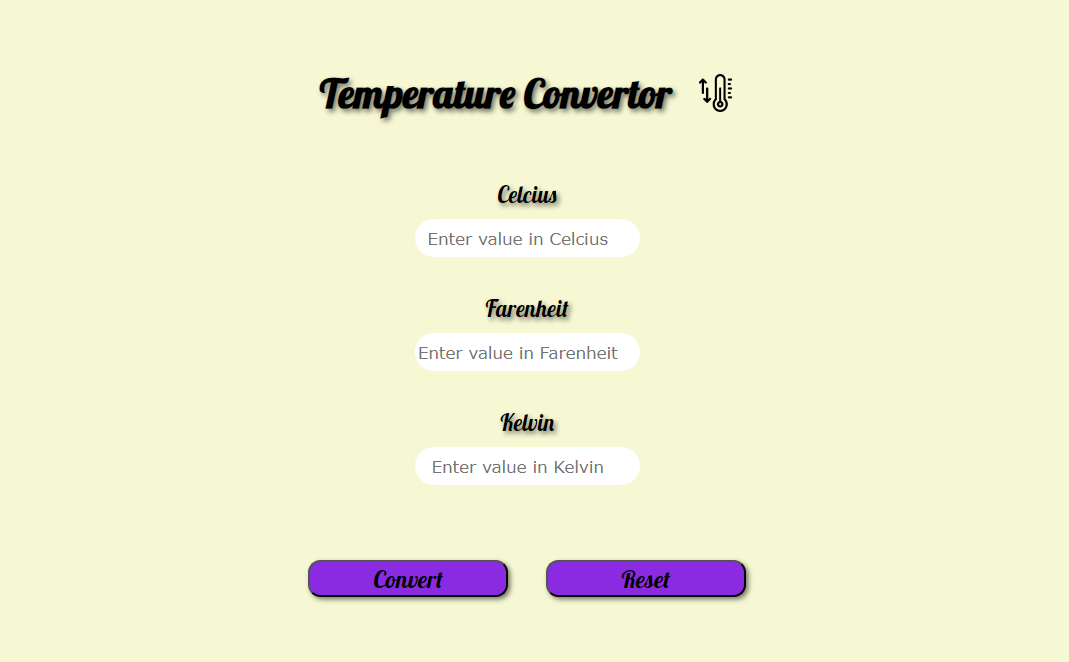 Temperature Convertor
Celcius
Enter value in Celcius
Farenheit
Enter value in Farenheit
Kelvin
Enter value in Kelvin
Convert Reset